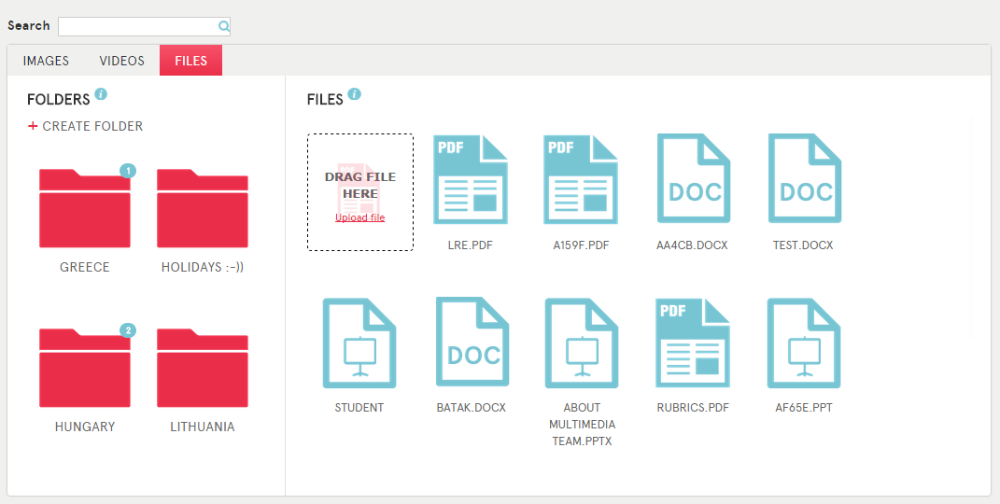 Search
IMAGES VIDEOS FILES
FOLDERS i
+ CREATE FOLDER
1
GREECE HOLIDAYS :-))
2
HUNGARY LITHUANIA
FILES i
DRAG FILE
HERE
Upload file
PDF PDF DOC DOC
LRE.PDF A159F.PDF AA4CB.DOCX TEST.DOCX
DOC PDF
STUDENT BATAK.DOCX ABOUT
MULTIMEDIA
TEAM.PPTX RUBRICS.PDF AF65E.PPT